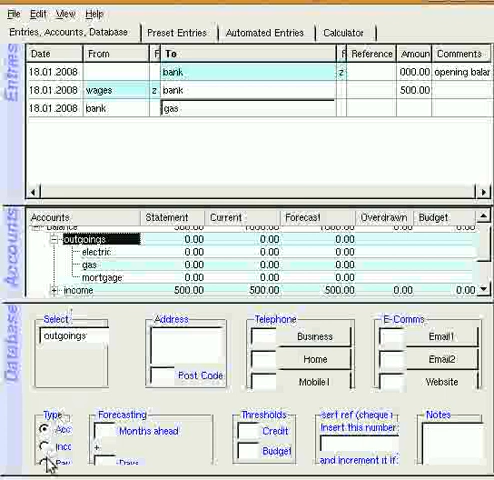 File Edit View Help
Entries, Accounts, Database Preset Entries Automated Entries Calculator
Entries
Date From F To F Reference Amoun Comments
18.01.2008 bank z 000.00 opening balar
18.01.2008 wages z bank 500.00
18.01.2008 bank gas
Accounts
Accounts Statement Current Forecast Overdrawn Budget
outgoings 0.00 0.00 0.00
electric 0.00 0.00 0.00
gas 0.00 0.00 0.00
mortgage 0.00 0.00 0.00
income 500.00 500.00 500.00 0.00 0.00
Database
Select Address Telephone E-Comms
outgoings Business Email1
Home Email2
Post Code Mobile1 Website
Type Forecasting Thresholds sert ref (cheque Notes
Acc Months ahead Credit Insert this number
Inco + Budget
Days and increment it if